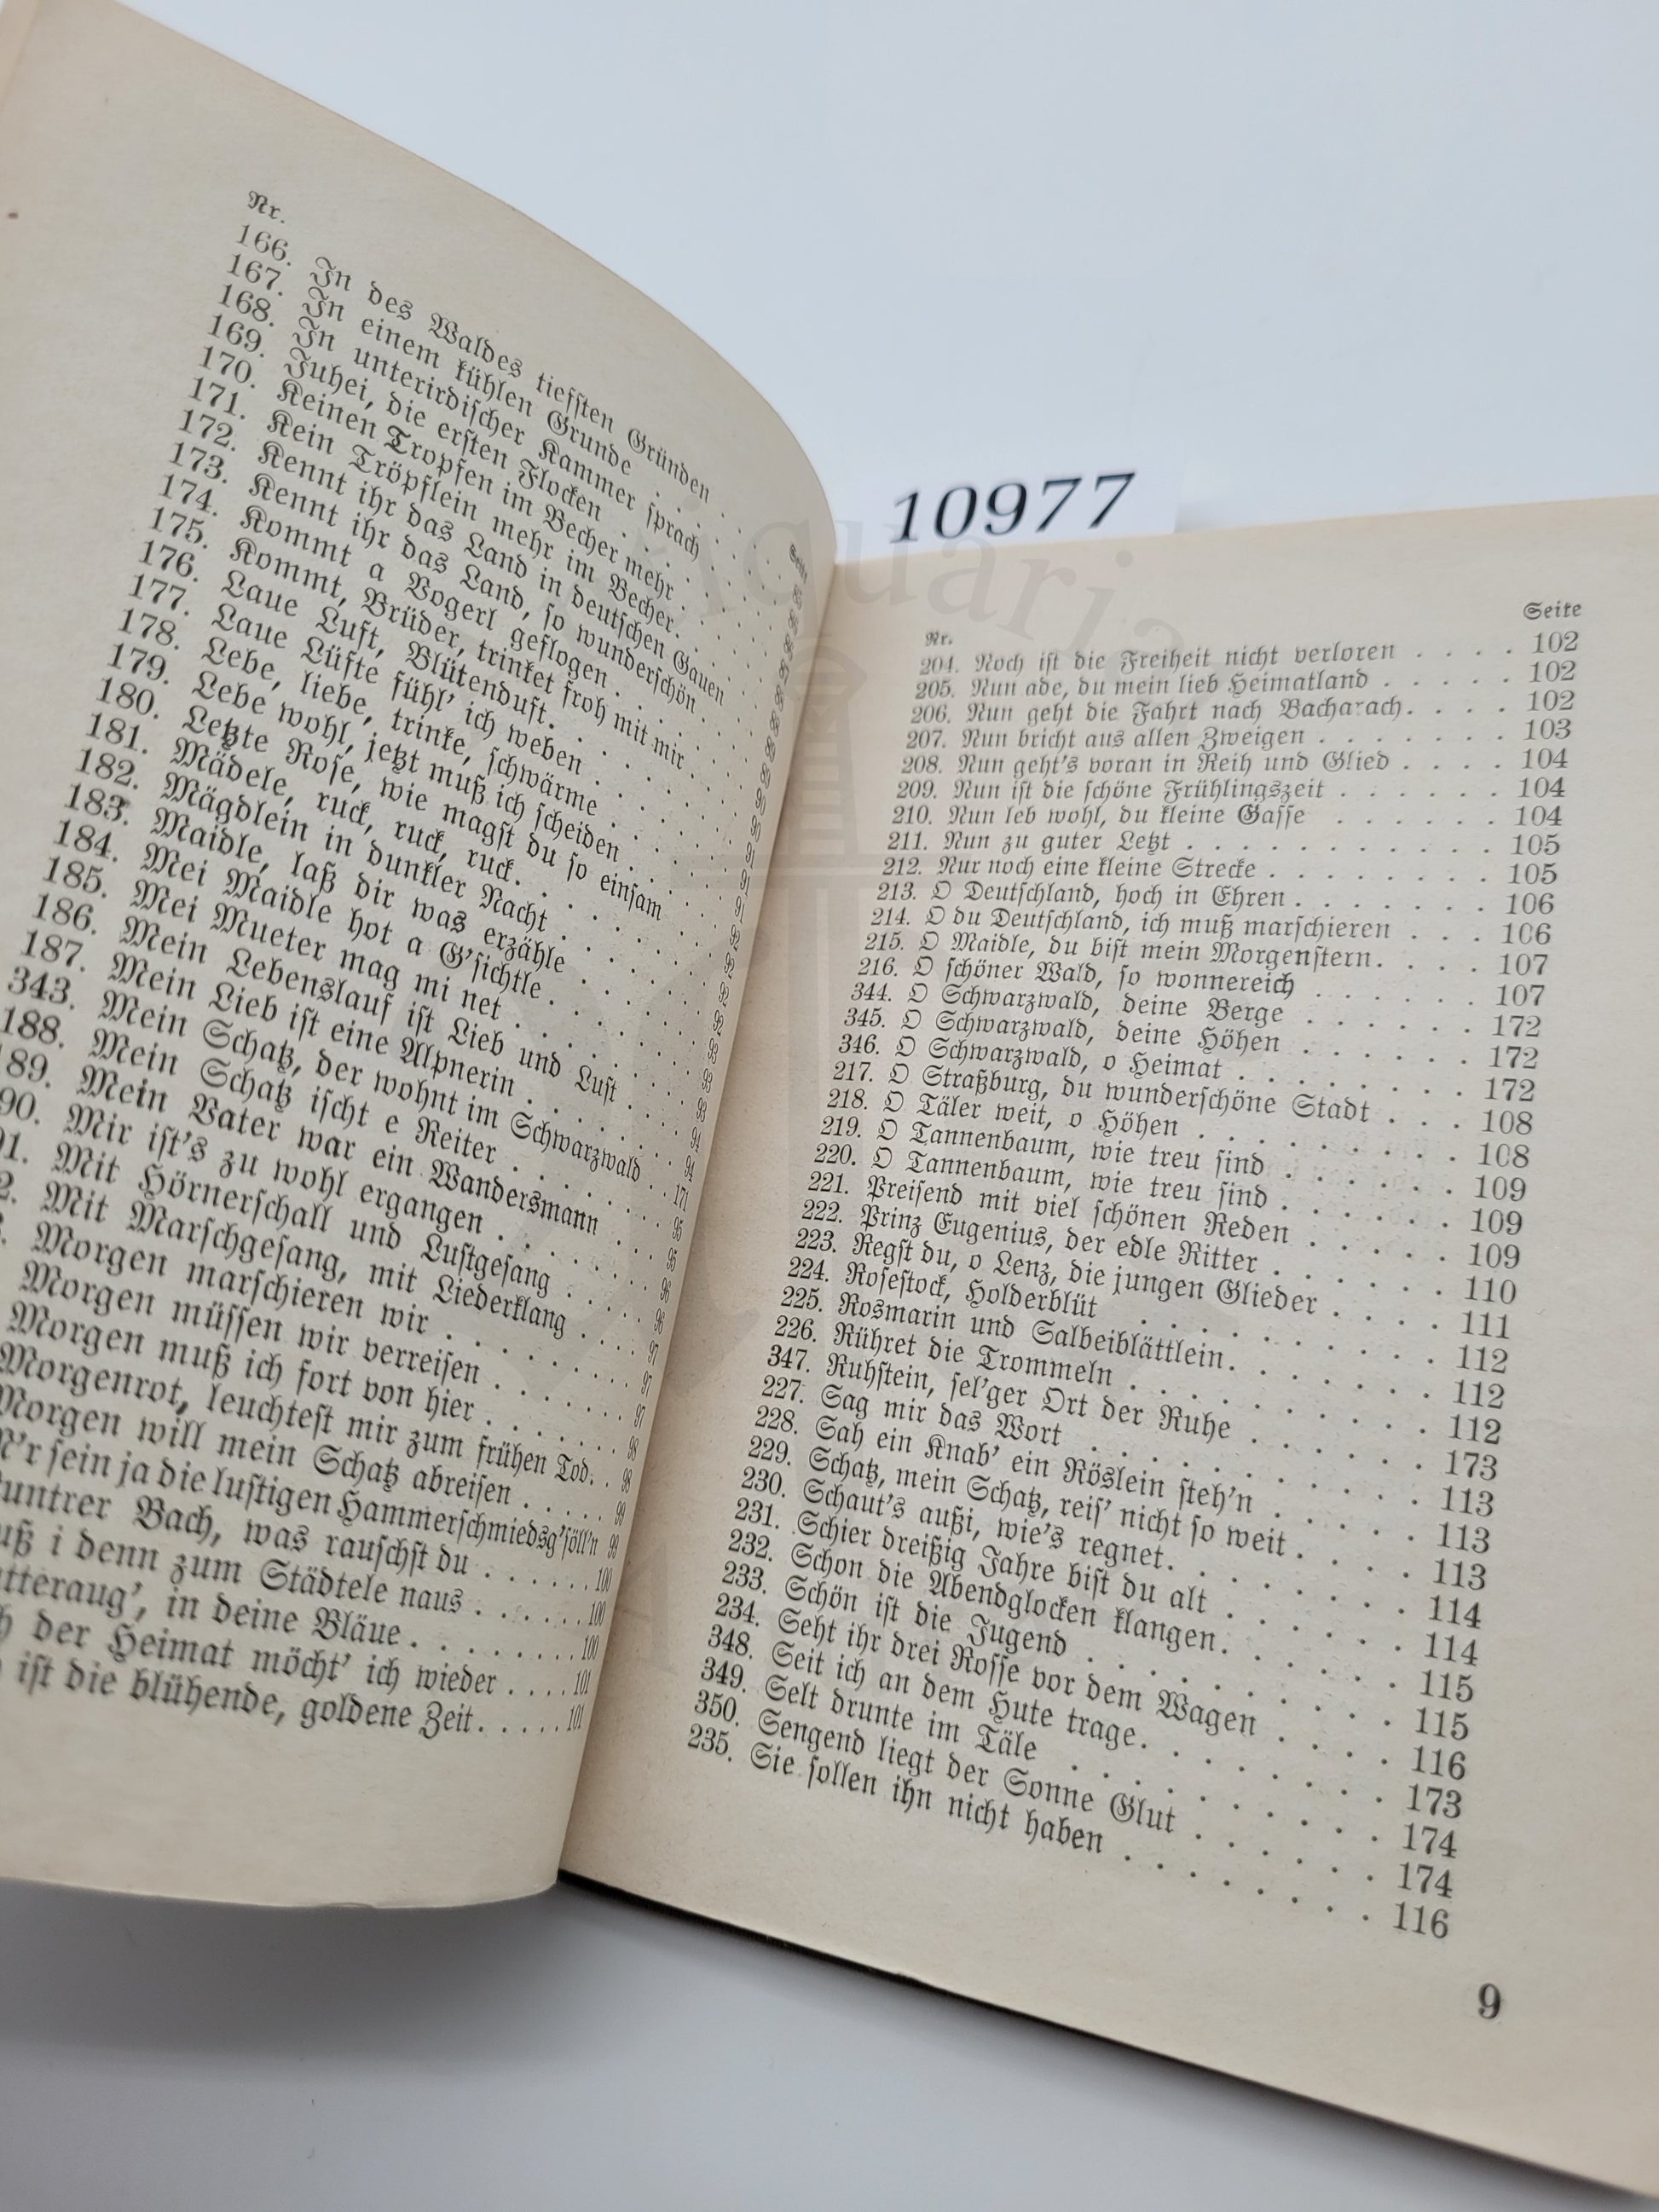 Nr.
166. In des Waldes tiefsten Gründen
167. In einem kühlen Grunde
168. In unterirdischer Kammer sprach
169. Juhei, die ersten Flocken
170. Keinen Tropfen im Becher mehr
171. Kein Tröpflein mehr im Becher
172. Kennt ihr das Land in deutschen Gauen
173. Kennt ihr das Land, so wunderschön
174. Kommt a Vogerl geflogen
175. Kommt, Brüder, trinket froh mit mir
176. Laue Luft, Blütenduft
177. Laue Lüfte fühl' ich weben
178. Lebe, liebe, trinke, schwärme
179. Lebe wohl, jetzt muß ich scheiden
180. Letzte Rose, wie magst du so einsam
181. Mädele, ruck, ruck, ruck
182. Mägdlein in dunkler Nacht
183. Maidle, laß dir was erzähle
184. Mei Maidle hot a G'sichtle
185. Mei Mueter mag mi net
186. Mein Lebenslauf ist Lieb und Lust
187. Mein Lieb ist eine Alpnerin
343. Mein Schatz, der wohnt im Schwarzwald . . 171
188. Mein Schatz ischt e Reiter . . . 95
89. Mein Vater war ein Wandersmann . . . 95
90. Mir ist's zu wohl ergangen . . . 96
91. Mit Hörnerschall und Lustgesang . . . 96
2. Mit Marschgesang, mit Liederklang . . . 97
Morgen marschieren wir . . . 97
Morgen müssen wir verreisen . . . 97
Morgen muß ich fort von hier . . . 98
Morgenrot, leuchtest mir zum frühen Tod. . . 98
Morgen will mein Schatz abreisen . . . 99
M'r sein ja die lustigen Hammerschmiedsg'söll'n 99
untrer Bach, was rauschst du . . . 100
uß i denn zum Städtele naus . . . 100
tteraug', in deine Bläue . . . 100
h der Heimat möcht' ich wieder . . . 101
ist die blühende, goldene Zeit . . . 101
10977
Nr. Seite
204. Noch ist die Freiheit nicht verloren . . . . 102
205. Nun ade, du mein lieb Heimatland . . . . 102
206. Nun geht die Fahrt nach Bacharach . . . . 102
207. Nun bricht aus allen Zweigen . . . . 103
208. Nun geht's voran in Reih und Glied . . . . 104
209. Nun ist die schöne Frühlingszeit . . . . 104
210. Nun leb wohl, du kleine Gasse . . . . 104
211. Nun zu guter Letzt . . . . 105
212. Nur noch eine kleine Strecke . . . . 105
213. O Deutschland, hoch in Ehren . . . . 106
214. O du Deutschland, ich muß marschieren . . . 106
215. O Maidle, du bist mein Morgenstern . . . . 107
216. O schöner Wald, so wonnereich . . . . 107
344. O Schwarzwald, deine Berge . . . . 172
345. O Schwarzwald, deine Höhen . . . . 172
346. O Schwarzwald, o Heimat . . . . 172
217. O Straßburg, du wunderschöne Stadt . . . 108
218. O Täler weit, o Höhen . . . . 108
219. O Tannenbaum, wie treu sind . . . . 109
220. O Tannenbaum, wie treu sind . . . . 109
221. Preisend mit viel schönen Reden . . . . 109
222. Prinz Eugenius, der edle Ritter . . . . 110
223. Regst du, o Lenz, die jungen Glieder . . . . 111
224. Rosestock, Holderblüt . . . . 112
225. Rosmarin und Salbeiblättlein . . . . 112
226. Rühret die Trommeln . . . . 112
347. Ruhstein, sel'ger Ort der Ruhe . . . . 173
227. Sag mir das Wort . . . . 113
228. Sah ein Knab' ein Röslein steh'n . . . . 113
229. Schatz, mein Schatz, reis' nicht so weit . . . . 113
230. Schaut's außi, wie's regnet . . . . 114
231. Schier dreißig Jahre bist du alt . . . . 114
232. Schon die Abendglocken klangen . . . . 115
233. Schön ist die Jugend . . . . 115
234. Seht ihr drei Rosse vor dem Wagen . . . . 116
348. Seit ich an dem Hute trage . . . . 173
349. Selt drunte im Täle . . . . 174
350. Sengend liegt der Sonne Glut . . . . 174
235. Sie sollen ihn nicht haben . . . . 116
9